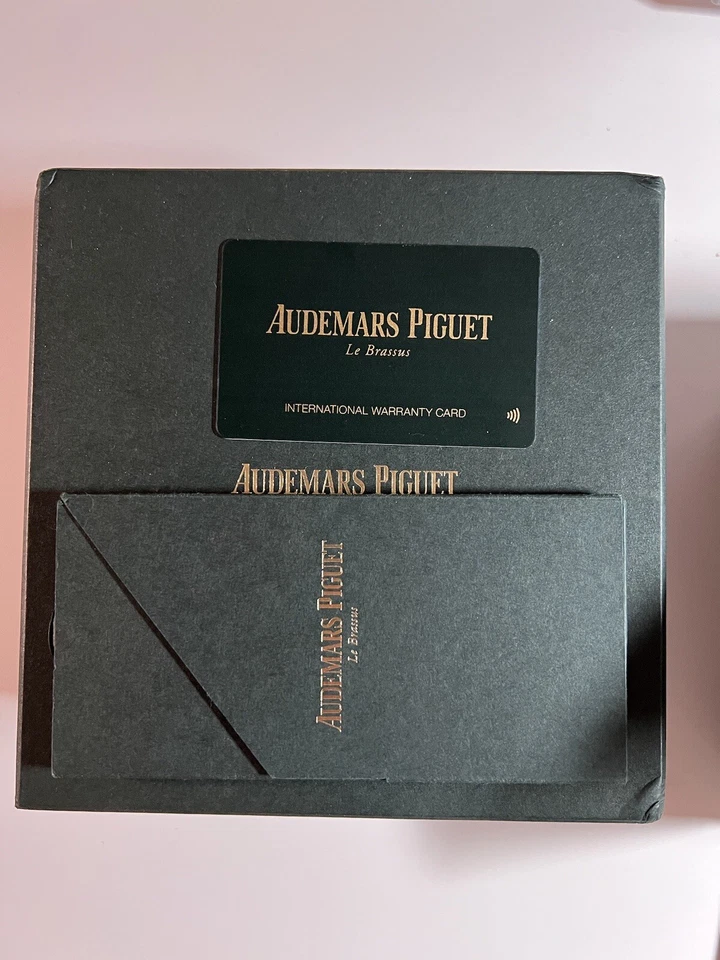 AUDEMARS PIGUET
Le Brassus
INTERNATIONAL WARRANTY CARD
AUDEMARS PIGUET
AUDEMARS PIGUET
Le Brassus